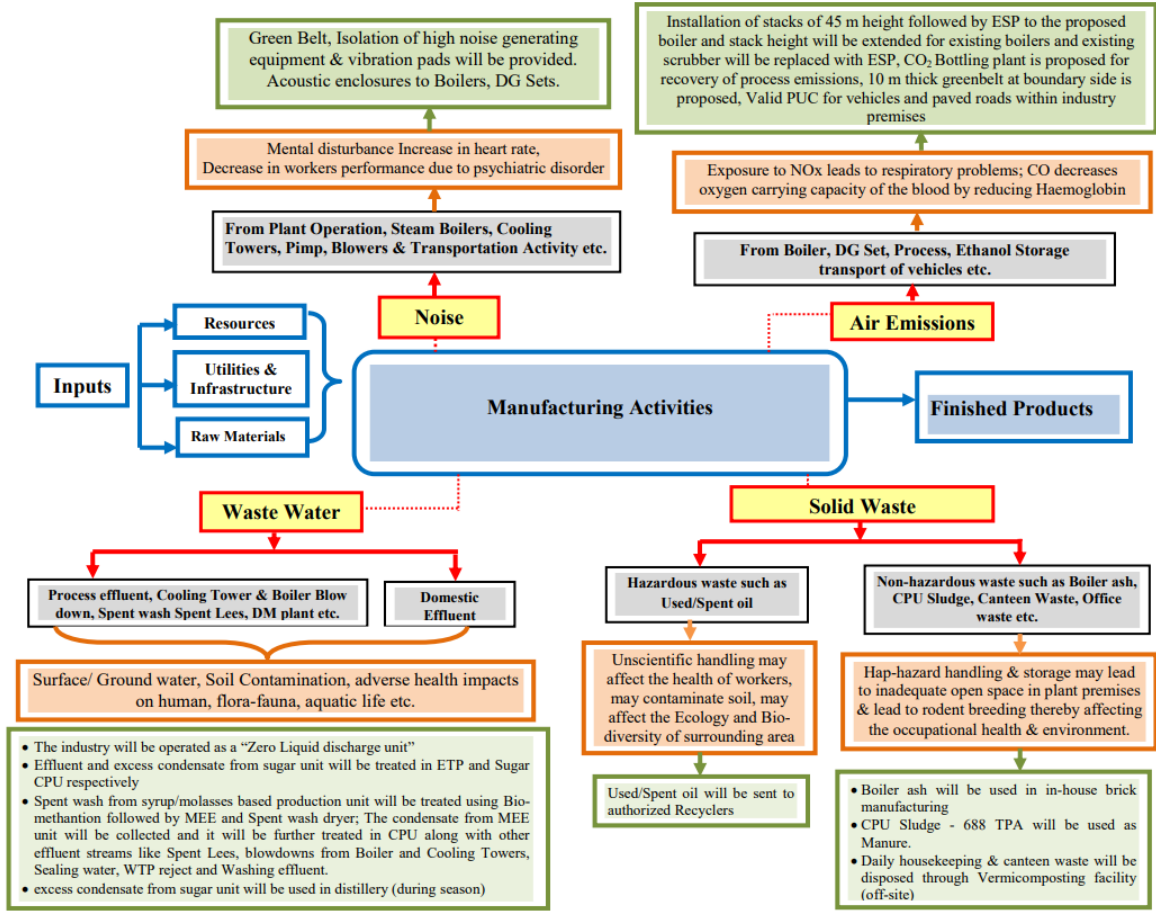 Green Belt, Isolation of high noise generating
equipment & vibration pads will be provided.
Acoustic enclosures to Boilers, DG Sets.
Installation of stacks of 45 m height followed by ESP to the proposed
boiler and stack height will be extended for existing boilers and existing
scrubber will be replaced with ESP, CO₂ Bottling plant is proposed for
recovery of process emissions, 10 m thick greenbelt at boundary side is
proposed, Valid PUC for vehicles and paved roads within industry
premises
Mental disturbance Increase in heart rate,
Decrease in workers performance due to psychiatric disorder
Exposure to NOx leads to respiratory problems; CO decreases
oxygen carrying capacity of the blood by reducing Haemoglobin
From Plant Operation, Steam Boilers, Cooling
Towers, Pimp, Blowers & Transportation Activity etc.
From Boiler, DG Set, Process, Ethanol Storage
transport of vehicles etc.
Noise
Air Emissions
Inputs
Resources
Utilities &
Infrastructure
Raw Materials
Manufacturing Activities
Finished Products
Waste Water
Solid Waste
Process effluent, Cooling Tower & Boiler Blow
down, Spent wash Spent Lees, DM plant etc.
Domestic
Effluent
Hazardous waste such as
Used/Spent oil
Non-hazardous waste such as Boiler ash,
CPU Sludge, Canteen Waste, Office
waste etc.
Surface/ Ground water, Soil Contamination, adverse health impacts
on human, flora-fauna, aquatic life etc.
Unscientific handling may
affect the health of workers,
may contaminate soil, may
affect the Ecology and Bio-
diversity of surrounding area
Hap-hazard handling & storage may lead
to inadequate open space in plant premises
& lead to rodent breeding thereby affecting
the occupational health & environment.
• The industry will be operated as a “Zero Liquid discharge unit”
• Effluent and excess condensate from sugar unit will be treated in ETP and Sugar
CPU respectively
• Spent wash from syrup/molasses based production unit will be treated using Bio-
methantion followed by MEE and Spent wash dryer; The condensate from MEE
unit will be collected and it will be further treated in CPU along with other
effluent streams like Spent Lees, blowdowns from Boiler and Cooling Towers,
Sealing water, WTP reject and Washing effluent.
• excess condensate from sugar unit will be used in distillery (during season)
Used/Spent oil will be sent to
authorized Recyclers
• Boiler ash will be used in in-house brick
manufacturing
• CPU Sludge - 688 TPA will be used as
Manure.
• Daily housekeeping & canteen waste will be
disposed through Vermicomposting facility
(off-site)